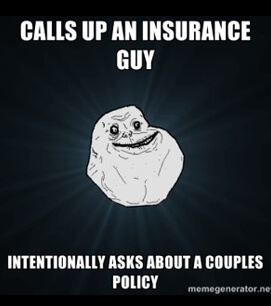 CALLS UP AN INSURANCE
GUY
INTENTIONALLY ASKS ABOUT A COUPLES
POLICY
memegenerator.ne